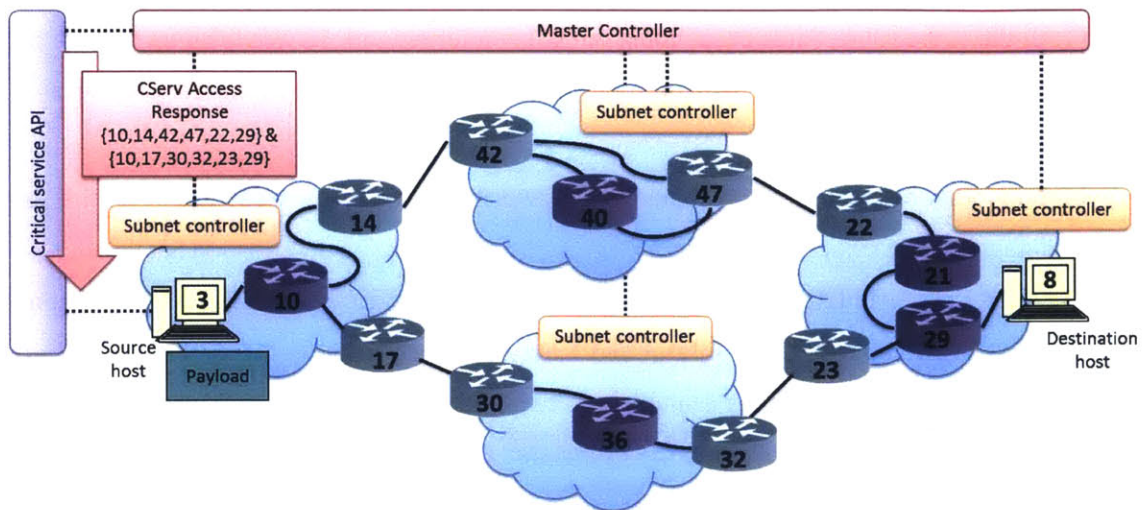 Master Controller
Critical service API
CServ Access
Response
{10,14,42,47,22,29} &
{10,17,30,32,23,29}
Subnet controller
42
40
47
Subnet controller
14
10
3
Source
host
Payload
17
22
Subnet controller
21
29
8
Destination
host
23
Subnet controller
30
36
32